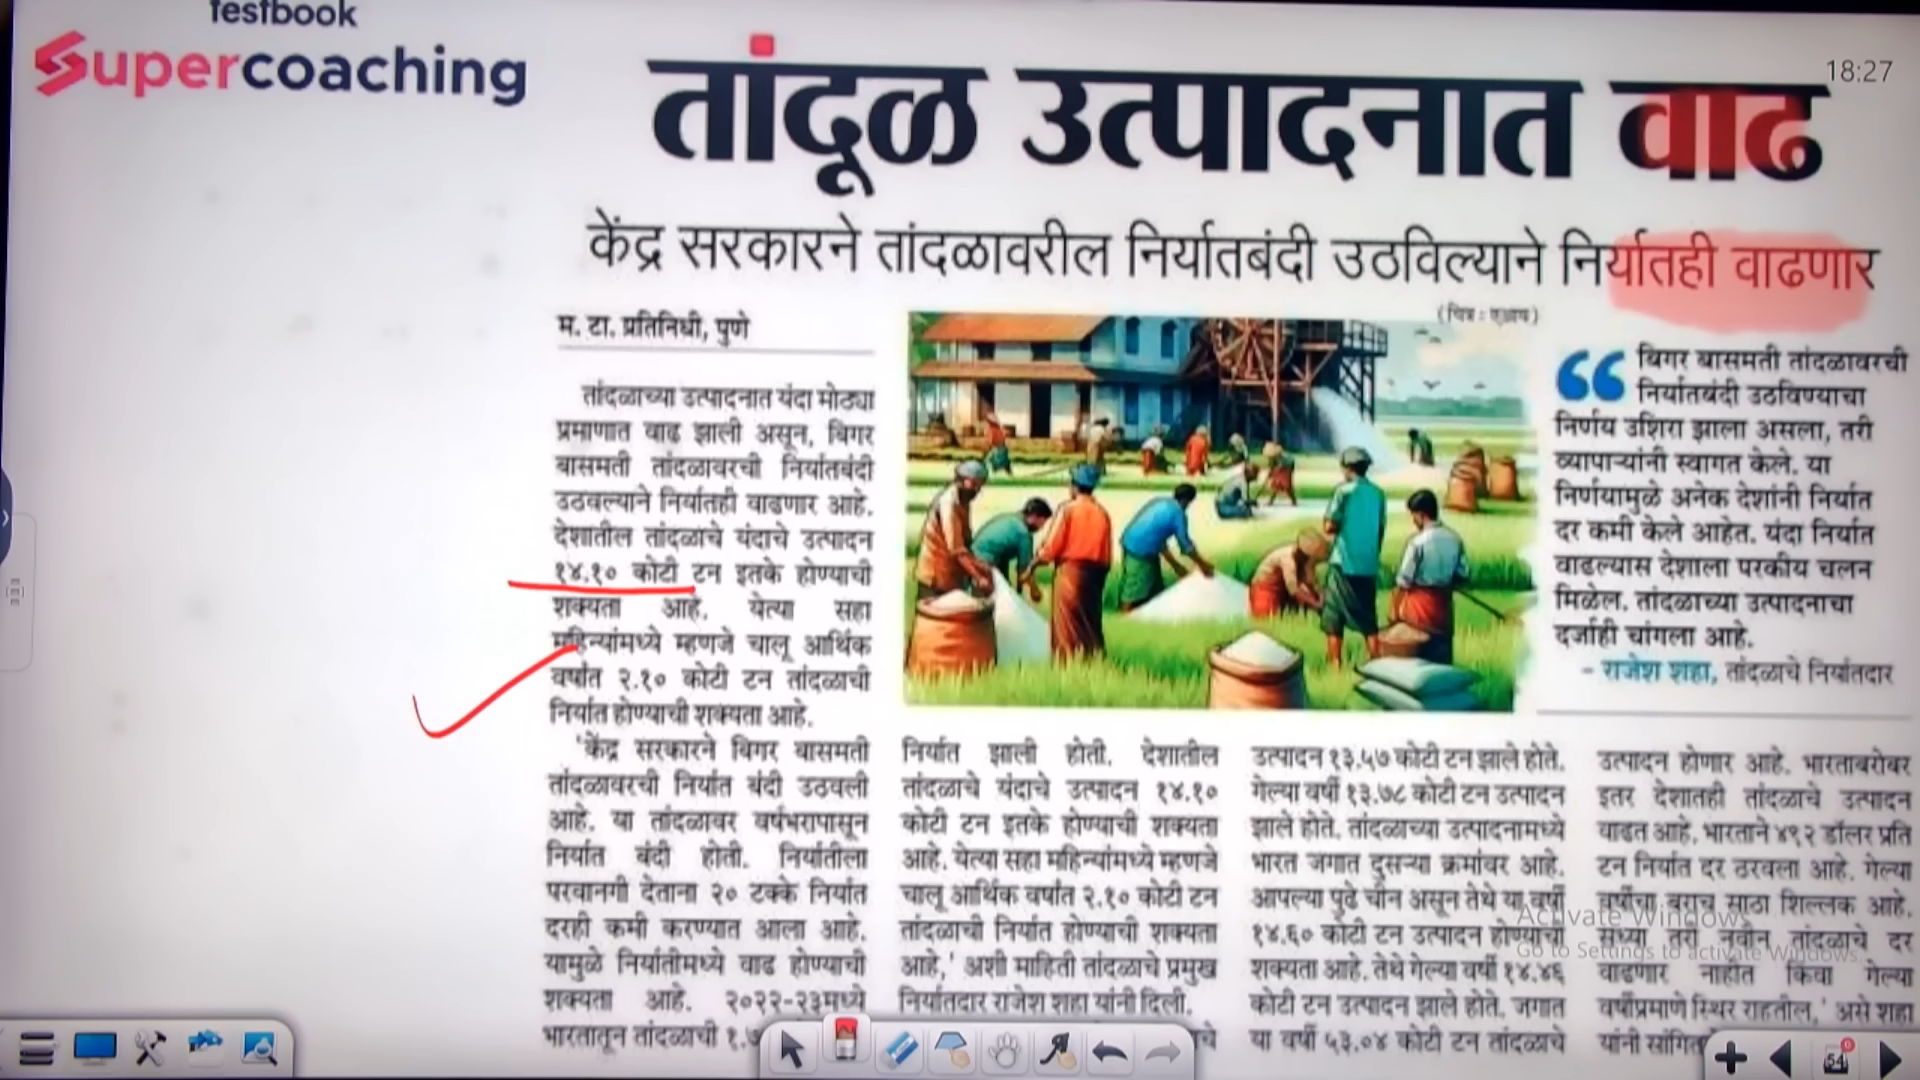 testbook
Supercoaching
18:27
तांदूळ उत्पादनात वाढ
केंद्र सरकारने तांदळावरील निर्यातबंदी उठविल्याने निर्यातही वाढणार
म. टा. प्रतिनिधी, पुणे
तांदळाच्या उत्पादनात यंदा मोठ्या
प्रमाणात वाढ झाली असून, बिगर
बासमती तांदळावरची निर्यातबंदी
उठवल्याने निर्यातही वाढणार आहे.
देशातील तांदळाचे यंदाचे उत्पादन
१४.१० कोटी टन इतके होण्याची
शक्यता आहे. येत्या सहा
महिन्यांमध्ये म्हणजे चालू आर्थिक
वर्षात २.१० कोटी टन तांदळाची
निर्यात होण्याची शक्यता आहे.
'केंद्र सरकारने बिगर बासमती
तांदळावरची निर्यात बंदी उठवली
आहे. या तांदळावर वर्षभरापासून
निर्यात बंदी होती. निर्यातीला
परवानगी देताना २० टक्के निर्यात
दरही कमी करण्यात आला आहे.
यामुळे निर्यातीमध्ये वाढ होण्याची
शक्यता आहे. २०२२-२३मध्ये
भारतातून तांदळाची १.७
(चित्र : एआय)
निर्यात झाली होती. देशातील
तांदळाचे यंदाचे उत्पादन १४.१०
कोटी टन इतके होण्याची शक्यता
आहे. येत्या सहा महिन्यांमध्ये म्हणजे
चालू आर्थिक वर्षात २.१० कोटी टन
तांदळाची निर्यात होण्याची शक्यता
आहे,' अशी माहिती तांदळाचे प्रमुख
निर्यातदार राजेश शहा यांनी दिली.
उत्पादन १३.५७ कोटी टन झाले होते.
गेल्या वर्षी १३.७८ कोटी टन उत्पादन
झाले होते. तांदळाच्या उत्पादनामध्ये
भारत जगात दुसऱ्या क्रमांवर आहे.
आपल्या पुढे चीन असून तेथे या वर्षी
१४.६० कोटी टन उत्पादन होण्याची
शक्यता आहे. तेथे गेल्या वर्षी १४.४६
कोटी टन उत्पादन झाले होते. जगात
या वर्षी ५३.०४ कोटी टन तांदळाचे
“ बिगर बासमती तांदळावरची
निर्यातबंदी उठविण्याचा
निर्णय उशिरा झाला असला, तरी
व्यापाऱ्यांनी स्वागत केले. या
निर्णयामुळे अनेक देशांनी निर्यात
दर कमी केले आहेत. यंदा निर्यात
वाढल्यास देशाला परकीय चलन
मिळेल. तांदळाच्या उत्पादनाचा
दर्जाही चांगला आहे.
- राजेश शहा, तांदळाचे निर्यातदार
उत्पादन होणार आहे. भारताबरोबर
इतर देशातही तांदळाचे उत्पादन
वाढत आहे. भारताने ४९२ डॉलर प्रति
टन निर्यात दर ठरवला आहे. गेल्या
वर्षीचा बराच साठा शिल्लक आहे.
सध्या तरी नवीन तांदळाचे दर
वाढणार नाहीत किंवा गेल्या
वर्षीप्रमाणे स्थिर राहतील,' असे शहा
यांनी
Activate Windows
Go to Settings to activate Windows.
54